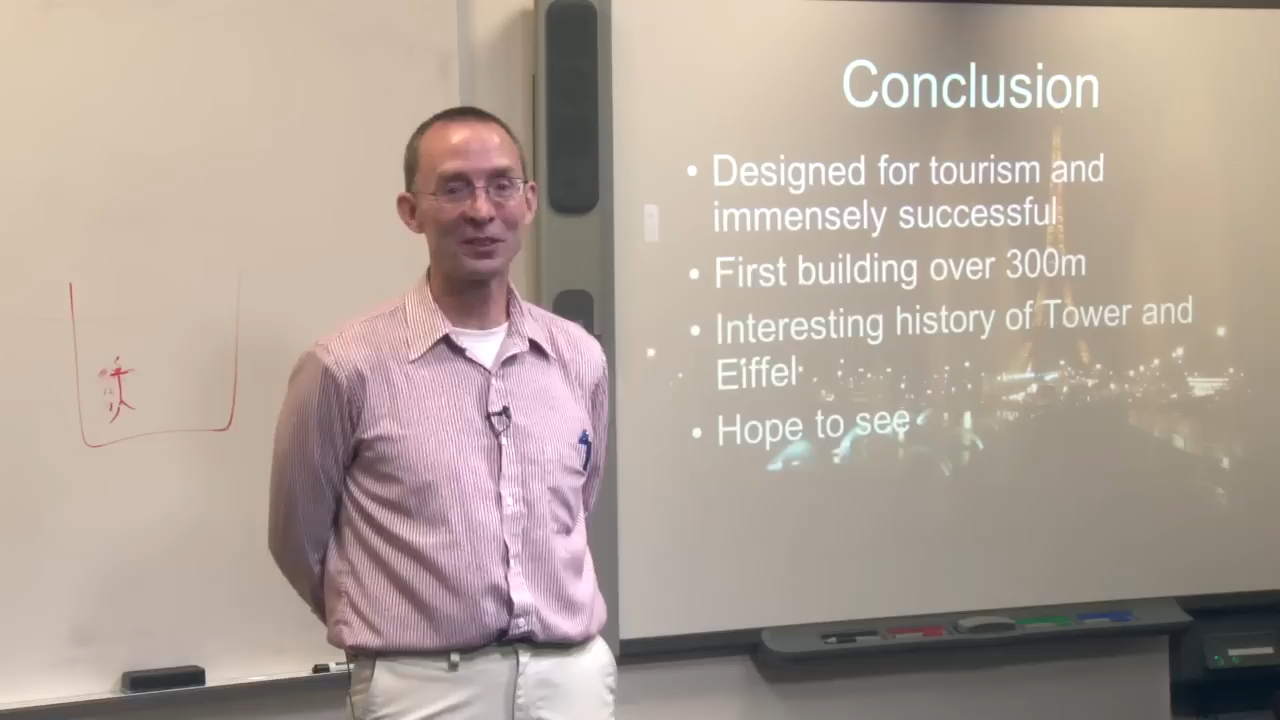 Conclusion
• Designed for tourism and
immensely successful
• First building over 300m
• Interesting history of Tower and
Eiffel
• Hope to see